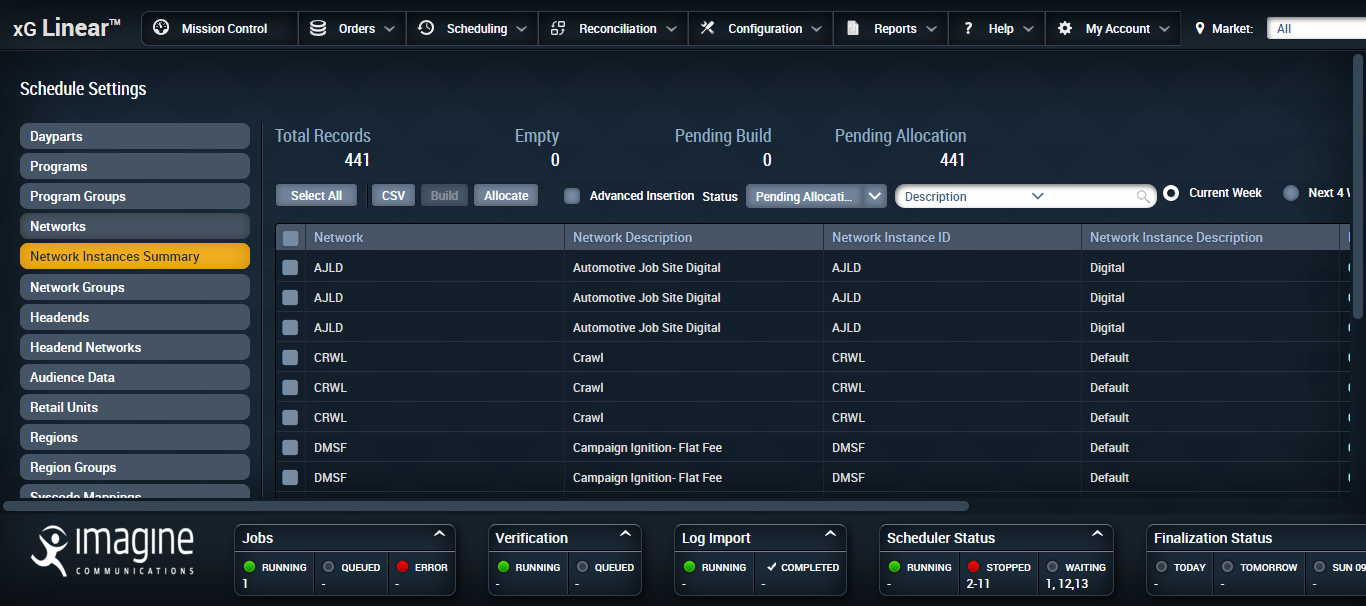 xG Linear™ Mission Control Orders Scheduling Reconciliation Configuration Reports ? Help My Account Market: All
Schedule Settings
Dayparts
Programs
Program Groups
Networks
Network Instances Summary
Network Groups
Headends
Headend Networks
Audience Data
Retail Units
Regions
Region Groups
Syscode Mappings
Total Records Empty Pending Build Pending Allocation
441 0 0 441
Select All CSV Build Allocate Advanced Insertion Status Pending Allocati... Description Current Week Next 4 W
Network Network Description Network Instance ID Network Instance Description
AJLD Automotive Job Site Digital AJLD Digital
AJLD Automotive Job Site Digital AJLD Digital
AJLD Automotive Job Site Digital AJLD Digital
CRWL Crawl CRWL Default
CRWL Crawl CRWL Default
CRWL Crawl CRWL Default
DMSF Campaign Ignition- Flat Fee DMSF Default
DMSF Campaign Ignition- Flat Fee DMSF Default
imagine
COMMUNICATIONS
Jobs
RUNNING QUEUED ERROR
1 - -
Verification
RUNNING QUEUED
- -
Log Import
RUNNING COMPLETED
- -
Scheduler Status
RUNNING STOPPED WAITING
- 2-11 1, 12,13
Finalization Status
TODAY TOMORROW SUN 09
- - -